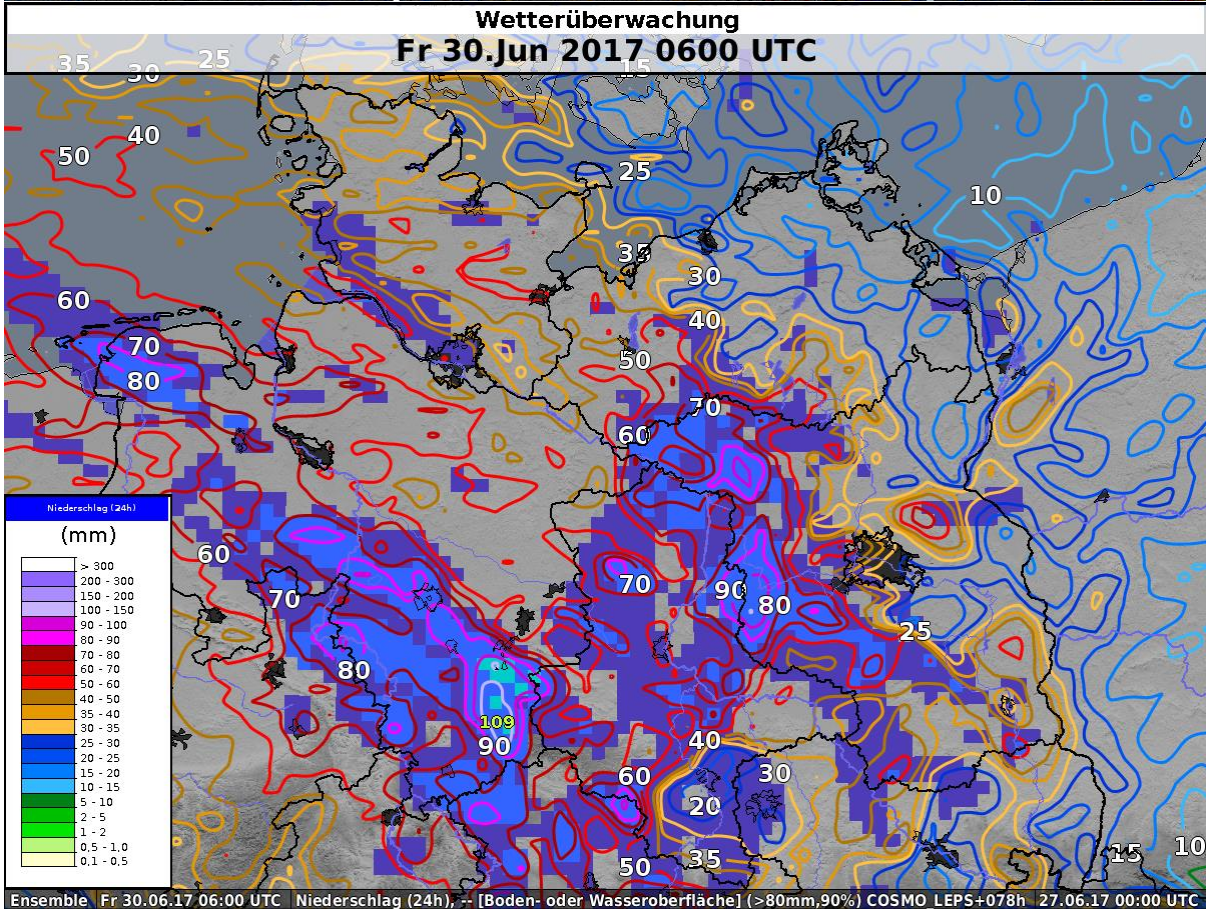 Wetterüberwachung
Fr 30.Jun 2017 0600 UTC
35 30 25 15
40
50
25
10
35
30
60
40
70
50
80
70
60
60
70
70
90
80
25
80
109
90
40
60
30
20
35
50
15
10
Niederschlag (24h)
(mm)
> 300
200 - 300
150 - 200
100 - 150
90 - 100
80 - 90
70 - 80
60 - 70
50 - 60
40 - 50
35 - 40
30 - 35
25 - 30
20 - 25
15 - 20
10 - 15
5 - 10
2 - 5
1 - 2
0,5 - 1,0
0,1 - 0,5
Ensemble Fr 30.06.17 06:00 UTC Niederschlag (24h), -- [Boden- oder Wasseroberfläche] (>80mm,90%) COSMO_LEPS+078h 27.06.17 00:00 UTC